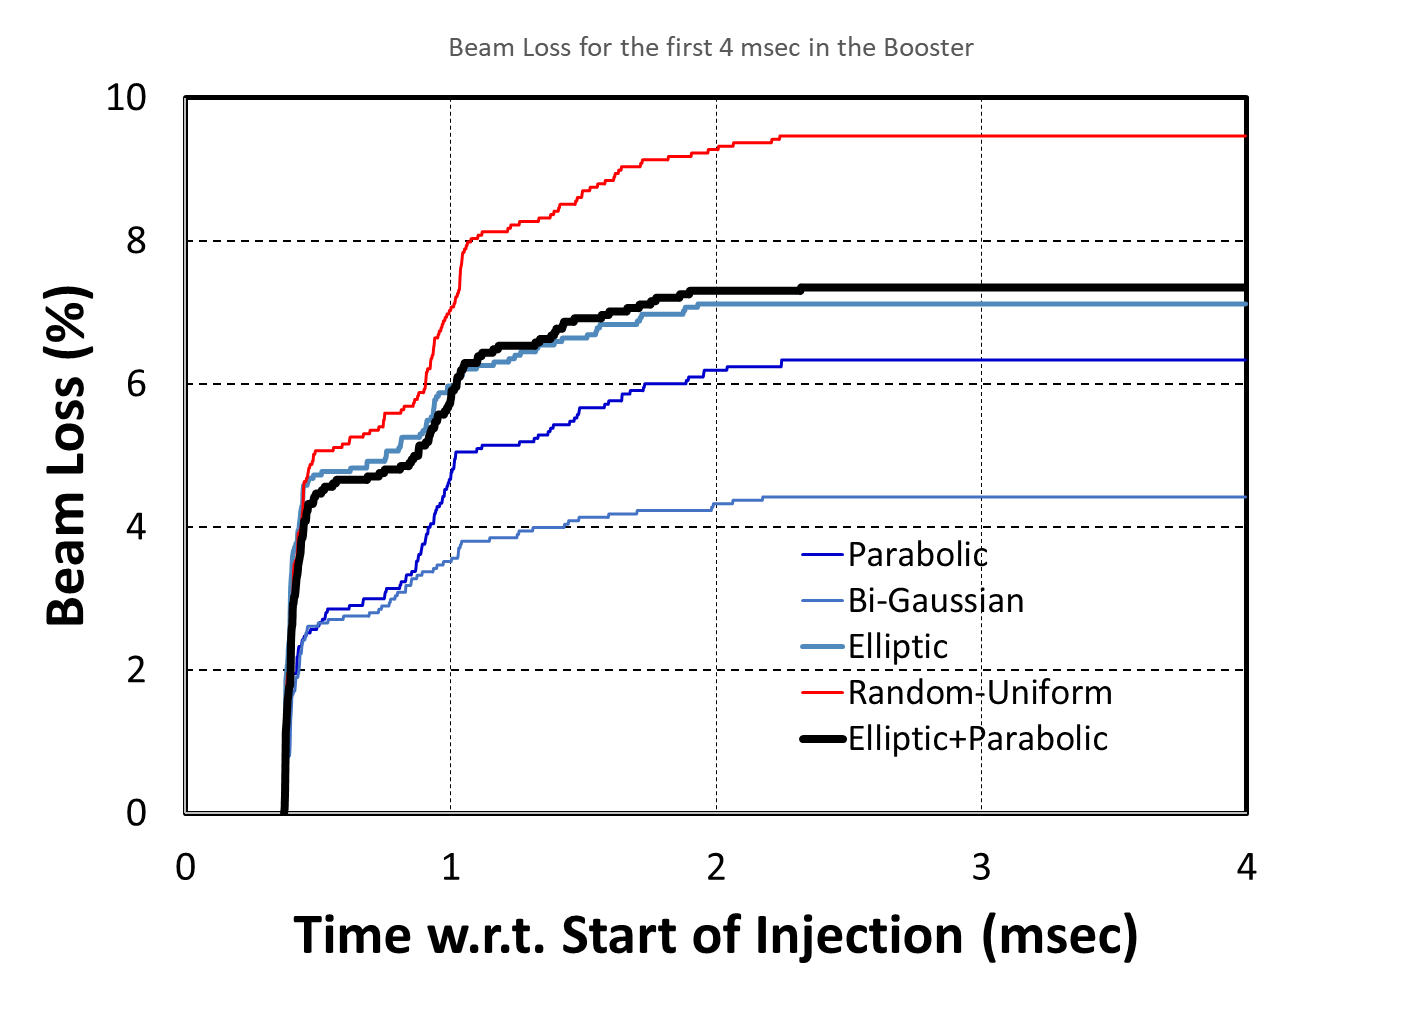 Beam Loss for the first 4 msec in the Booster
10
8
6
4
2
0
Beam Loss (%)
Parabolic
Bi-Gaussian
Elliptic
Random-Uniform
Elliptic+Parabolic
0 1 2 3 4
Time w.r.t. Start of Injection (msec)